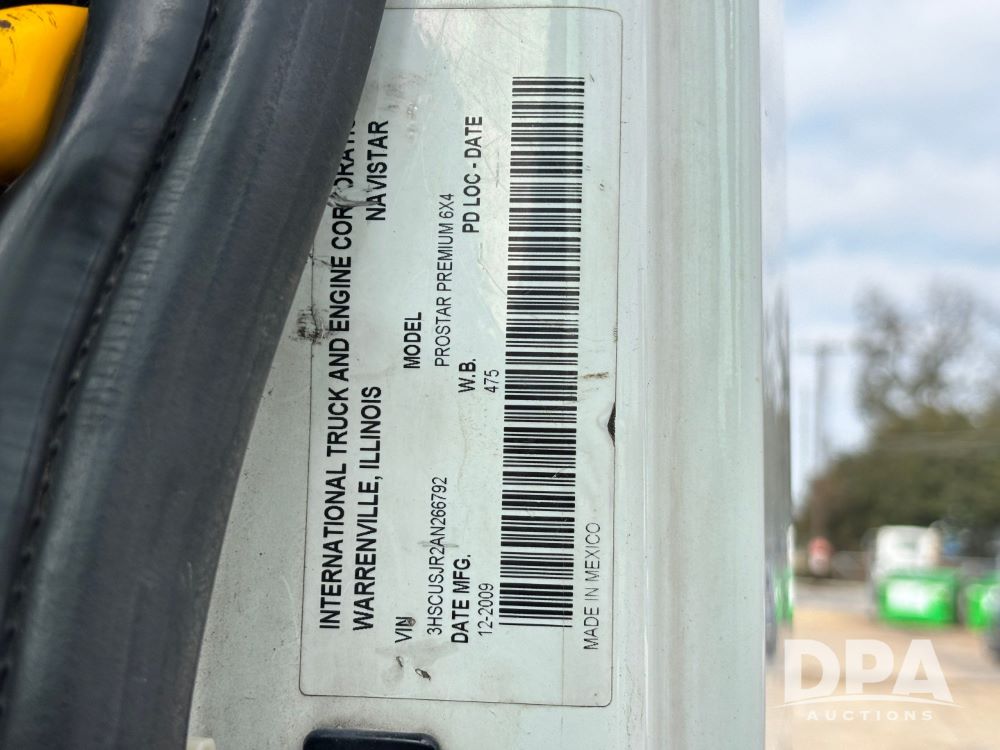 INTERNATIONAL TRUCK AND ENGINE
WARRENVILLE, ILLINOIS NAVISTAR
VIN MODEL
3HSCUSJR2AN266792 PROSTAR PREMIUM 6X4
DATE MFG. W.B. PD LOC - DATE
12-2009 475
MADE IN MEXICO
DPA
AUCTIONS